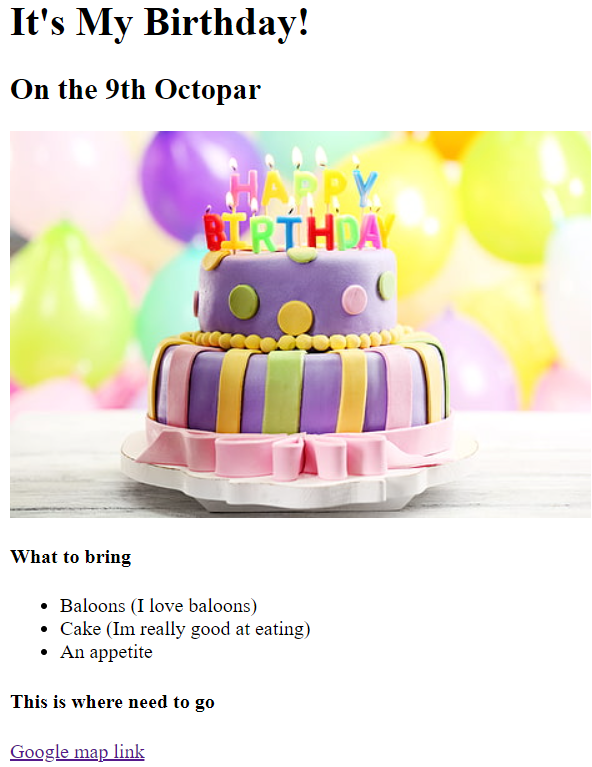 It's My Birthday!
On the 9th Octopar
HAPPY
BIRTHDAY
What to bring
Baloons (I love baloons)
Cake (Im really good at eating)
An appetite
This is where need to go
Google map link